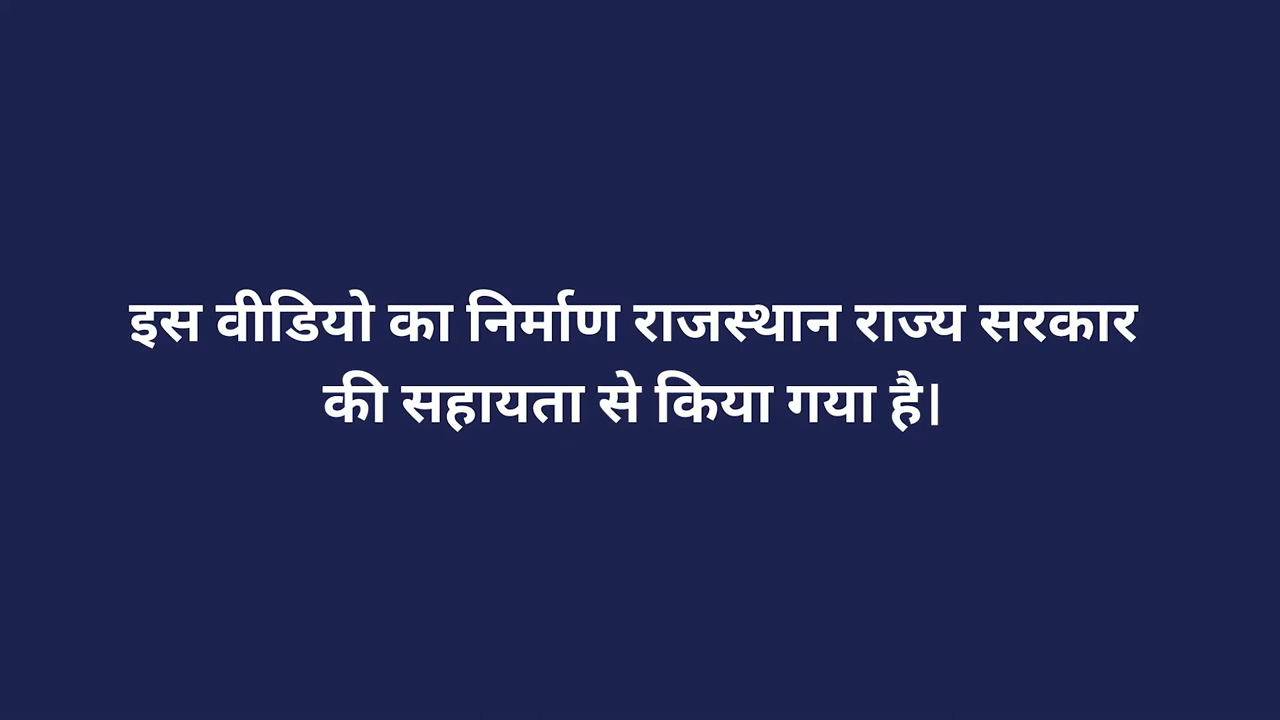 इस वीडियो का निर्माण राजस्थान राज्य सरकार
की सहायता से किया गया है।